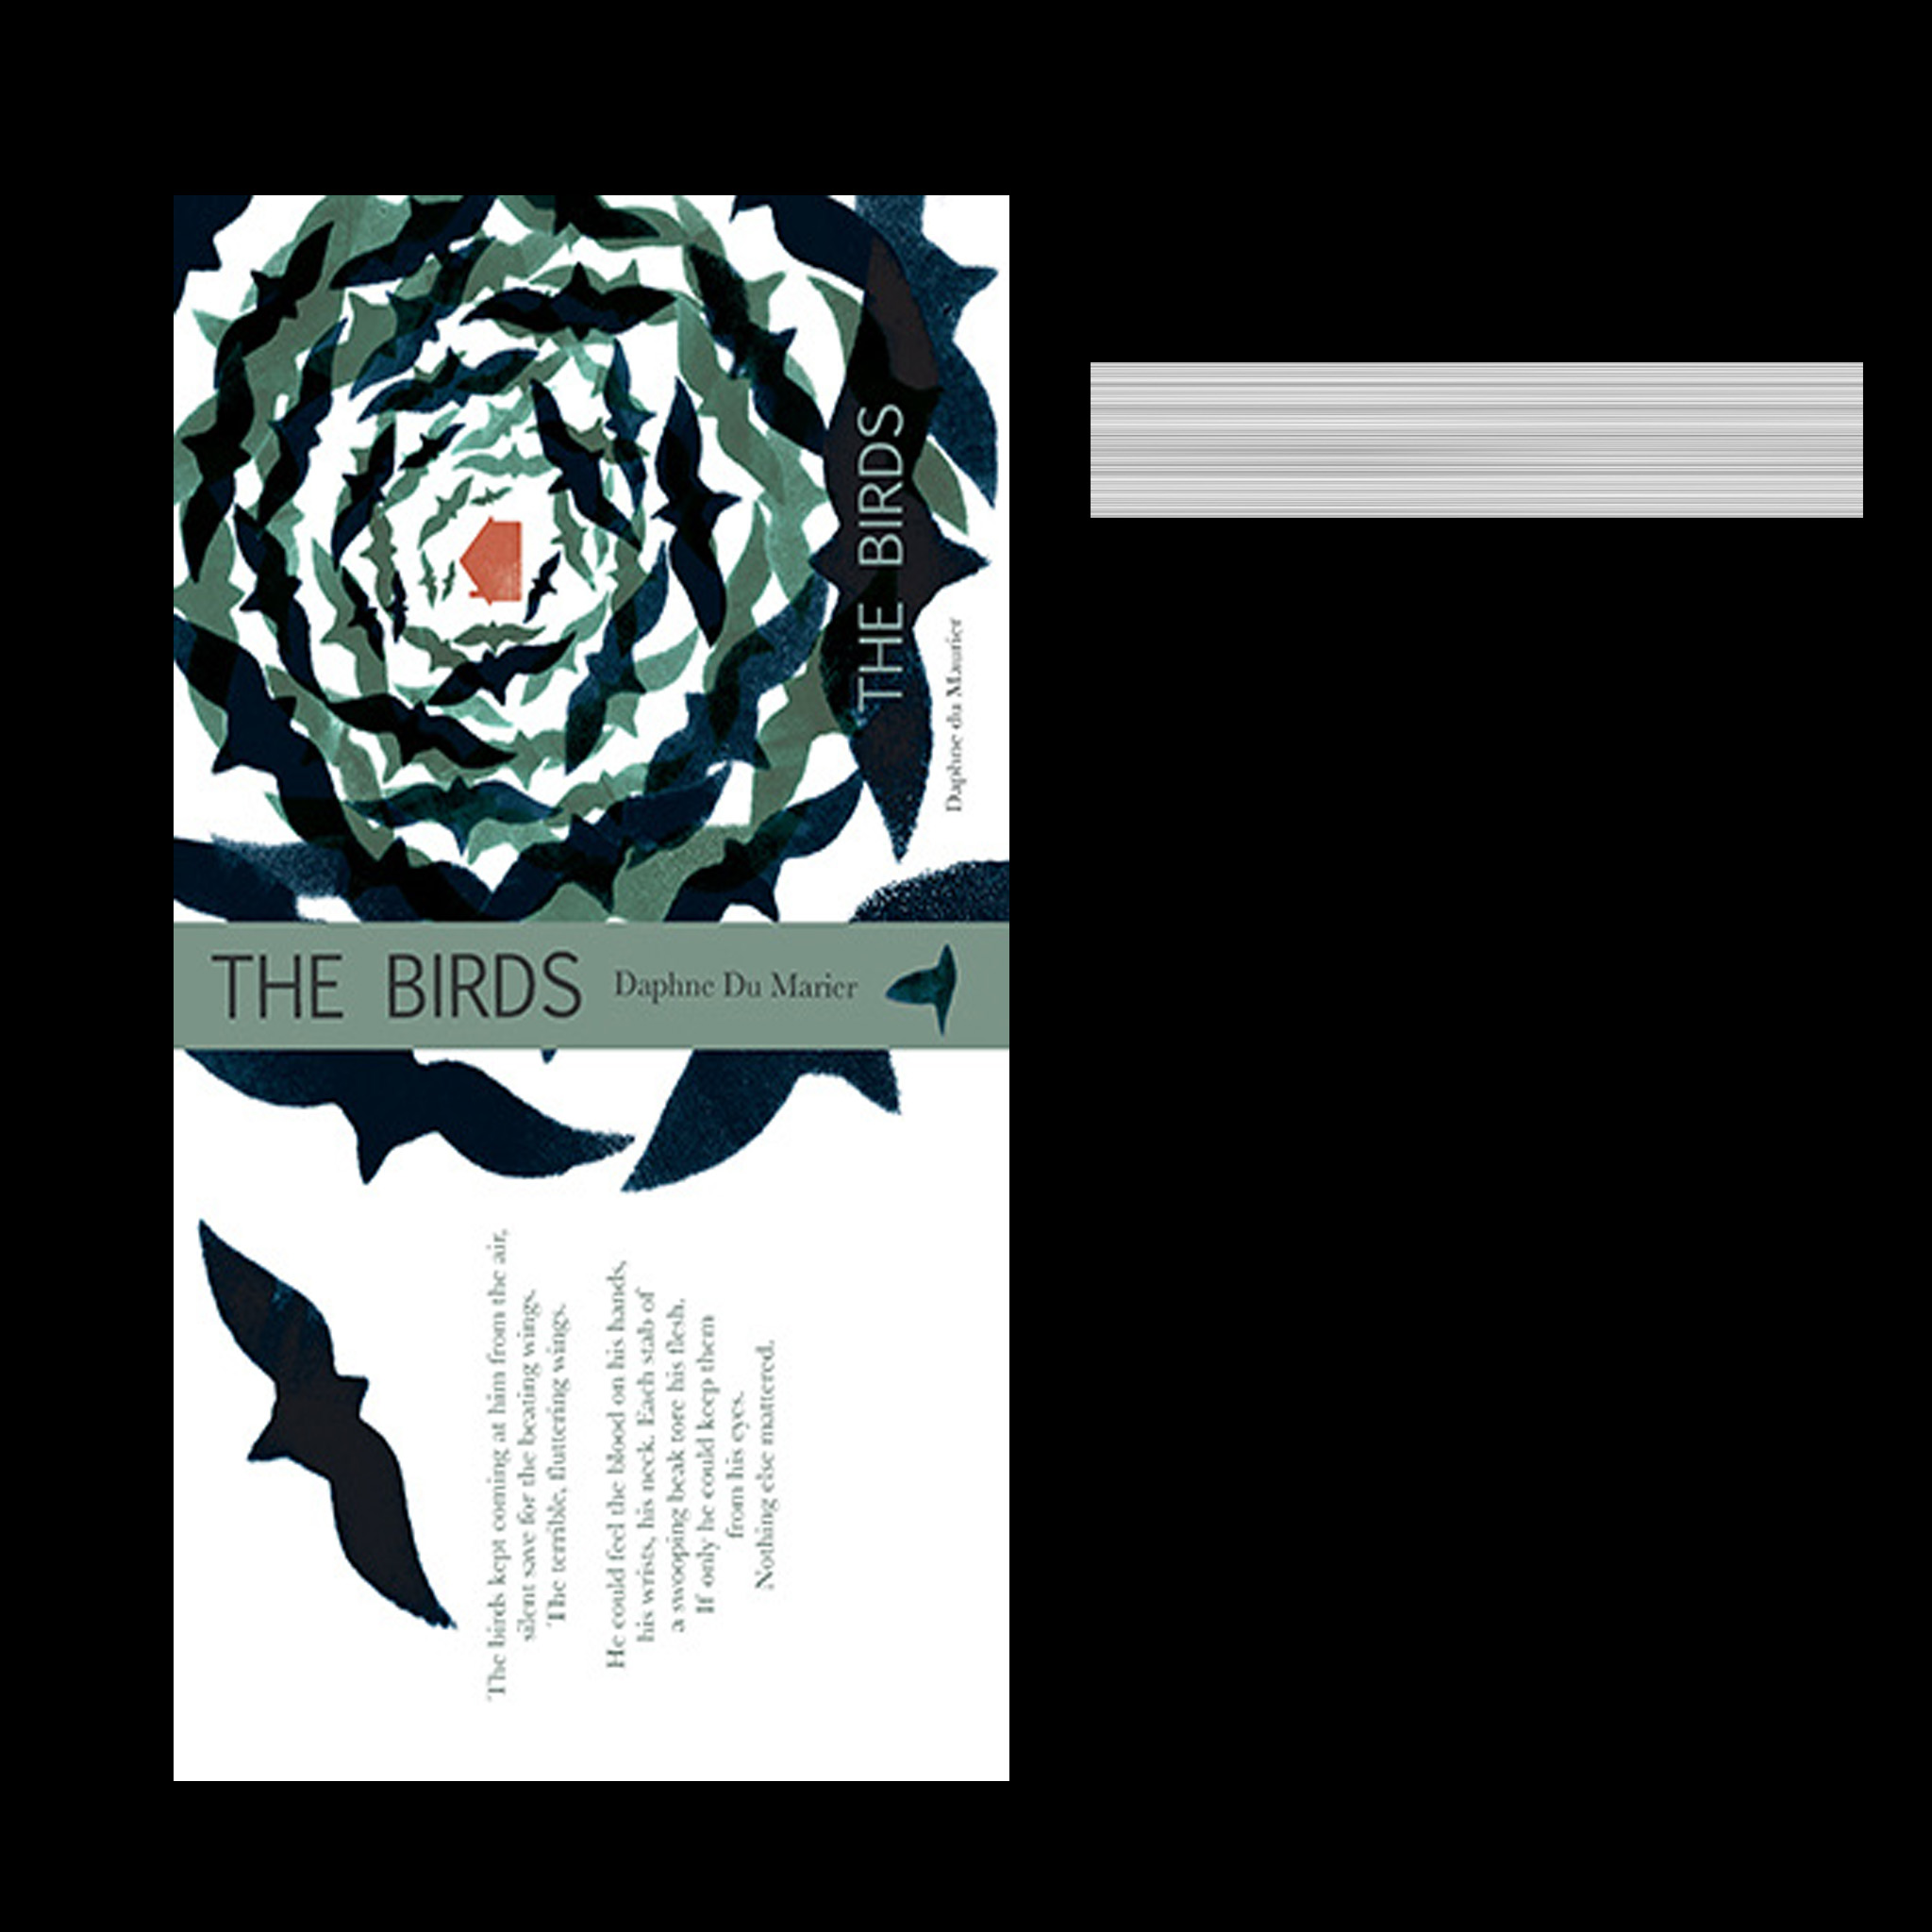 THE BIRDS
Daphne du Maurier
THE BIRDS Daphne Du Marier
The birds kept coming at him from the air,
silent save for the beating wings.
The terrible, fluttering wings.
He could feel the blood on his hands,
his wrists, his neck. Each stab of
a swooping beak tore his flesh.
If only he could keep them
from his eyes.
Nothing else mattered.